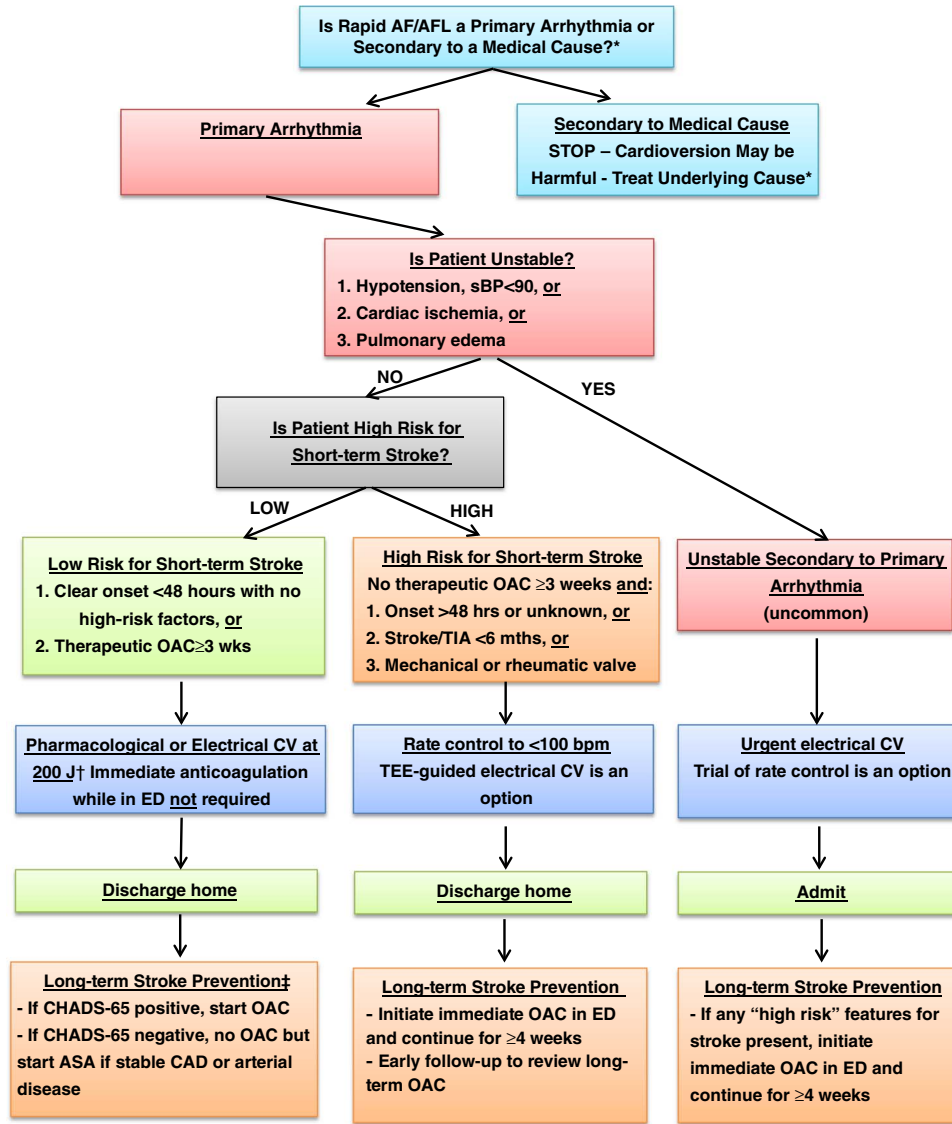 Is Rapid AF/AFL a Primary Arrhythmia or
Secondary to a Medical Cause?*
Primary Arrhythmia
Secondary to Medical Cause
STOP – Cardioversion May be
Harmful - Treat Underlying Cause*
Is Patient Unstable?
1. Hypotension, sBP<90, or
2. Cardiac ischemia, or
3. Pulmonary edema
NO
YES
Is Patient High Risk for
Short-term Stroke?
LOW
HIGH
Low Risk for Short-term Stroke
1. Clear onset <48 hours with no
high-risk factors, or
2. Therapeutic OAC≥3 wks
High Risk for Short-term Stroke
No therapeutic OAC ≥3 weeks and:
1. Onset >48 hrs or unknown, or
2. Stroke/TIA <6 mths, or
3. Mechanical or rheumatic valve
Unstable Secondary to Primary
Arrhythmia
(uncommon)
Pharmacological or Electrical CV at
200 J† Immediate anticoagulation
while in ED not required
Rate control to <100 bpm
TEE-guided electrical CV is an
option
Urgent electrical CV
Trial of rate control is an option
Discharge home
Discharge home
Admit
Long-term Stroke Prevention‡
- If CHADS-65 positive, start OAC
- If CHADS-65 negative, no OAC but
start ASA if stable CAD or arterial
disease
Long-term Stroke Prevention
- Initiate immediate OAC in ED
and continue for ≥4 weeks
- Early follow-up to review long-
term OAC
Long-term Stroke Prevention
- If any “high risk” features for
stroke present, initiate
immediate OAC in ED and
continue for ≥4 weeks